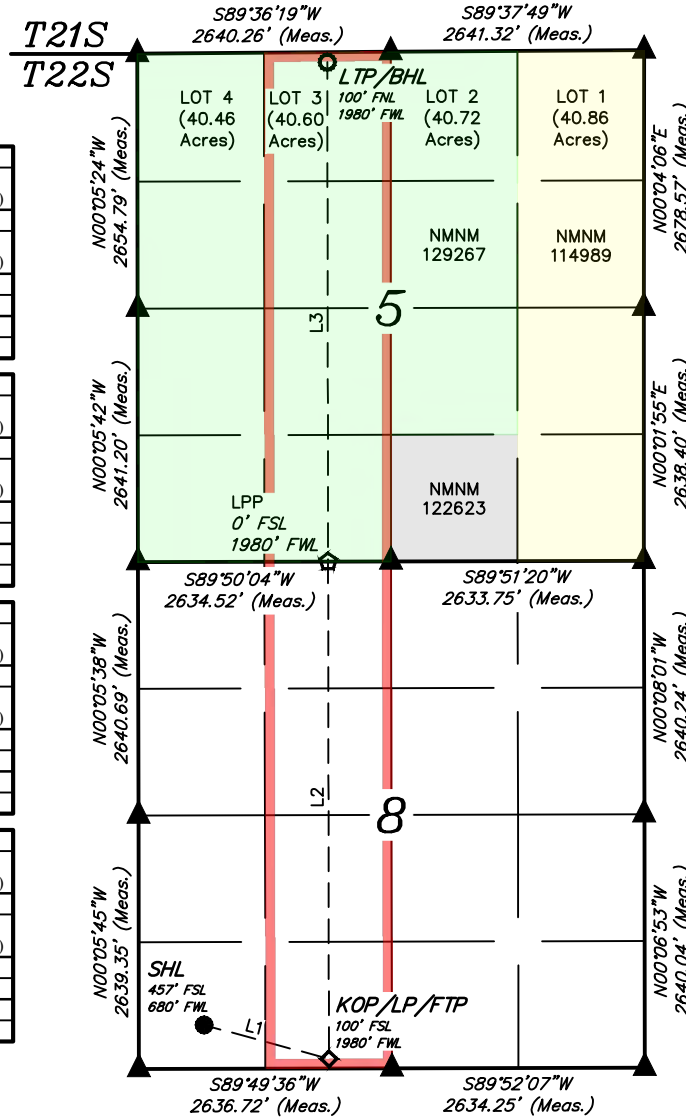 S89°36'19"W
2640.26' (Meas.)
S89°37'49"W
2641.32' (Meas.)
T21S
T22S
LTP/BHL
100' FNL
1980' FWL
LOT 4
(40.46
Acres)
LOT 3
(40.60
Acres)
LOT 2
(40.72
Acres)
LOT 1
(40.86
Acres)
N00°05'24"W
2654.79' (Meas.)
N00°04'06"E
2678.57' (Meas.)
NMNM
129267
NMNM
114989
L3
5
N00°05'42"W
2641.20' (Meas.)
N00°01'55"E
2638.40' (Meas.)
NMNM
122623
LPP
0' FSL
1980' FWL
S89°50'04"W
2634.52' (Meas.)
S89°51'20"W
2633.75' (Meas.)
N00°05'38"W
2640.69' (Meas.)
N00°08'01"W
2640.24' (Meas.)
L2
8
N00°05'45"W
2639.35' (Meas.)
N00°06'53"W
2640.04' (Meas.)
SHL
457' FSL
680' FWL
L1
KOP/LP/FTP
100' FSL
1980' FWL
S89°49'36"W
2636.72' (Meas.)
S89°52'07"W
2634.25' (Meas.)